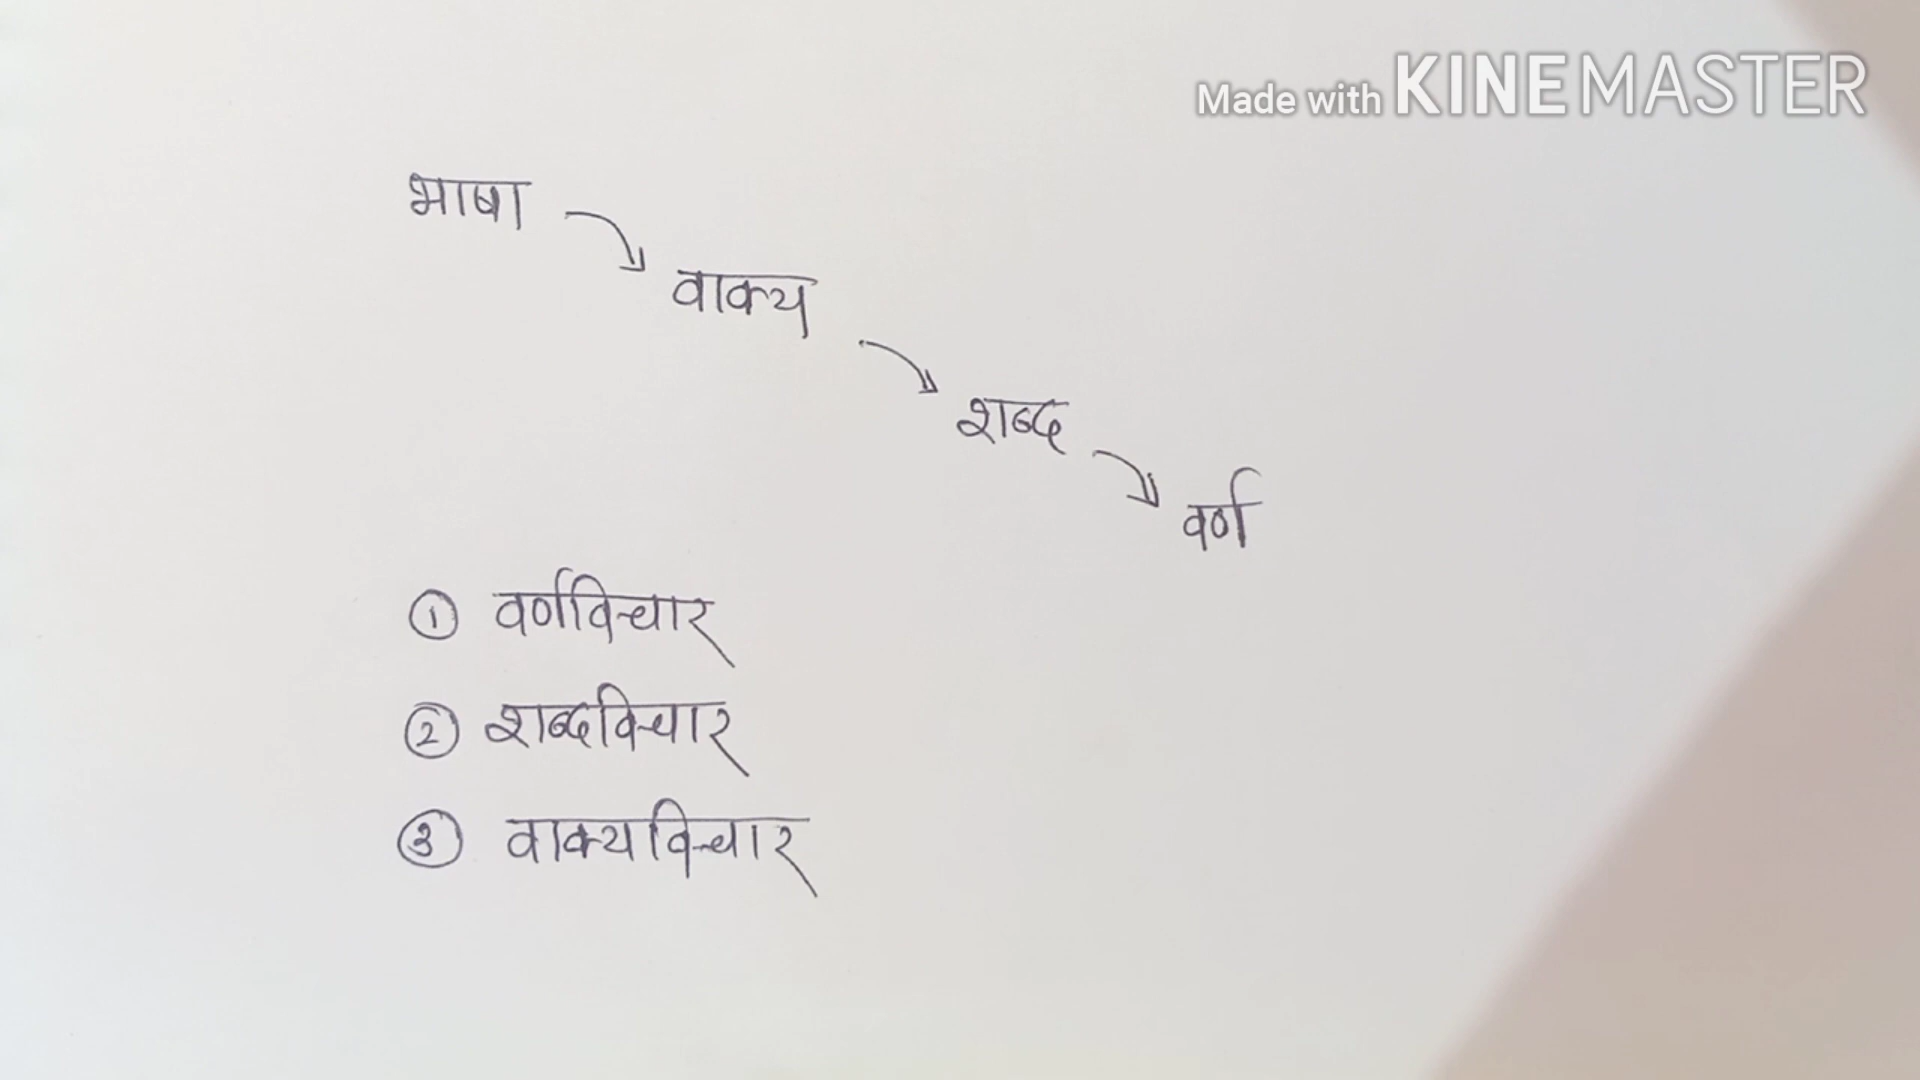 Made with KINEMASTER
भाषा
वाक्य
शब्द
वर्ण
① वर्णविचार
② शब्दविचार
③ वाक्यविचार